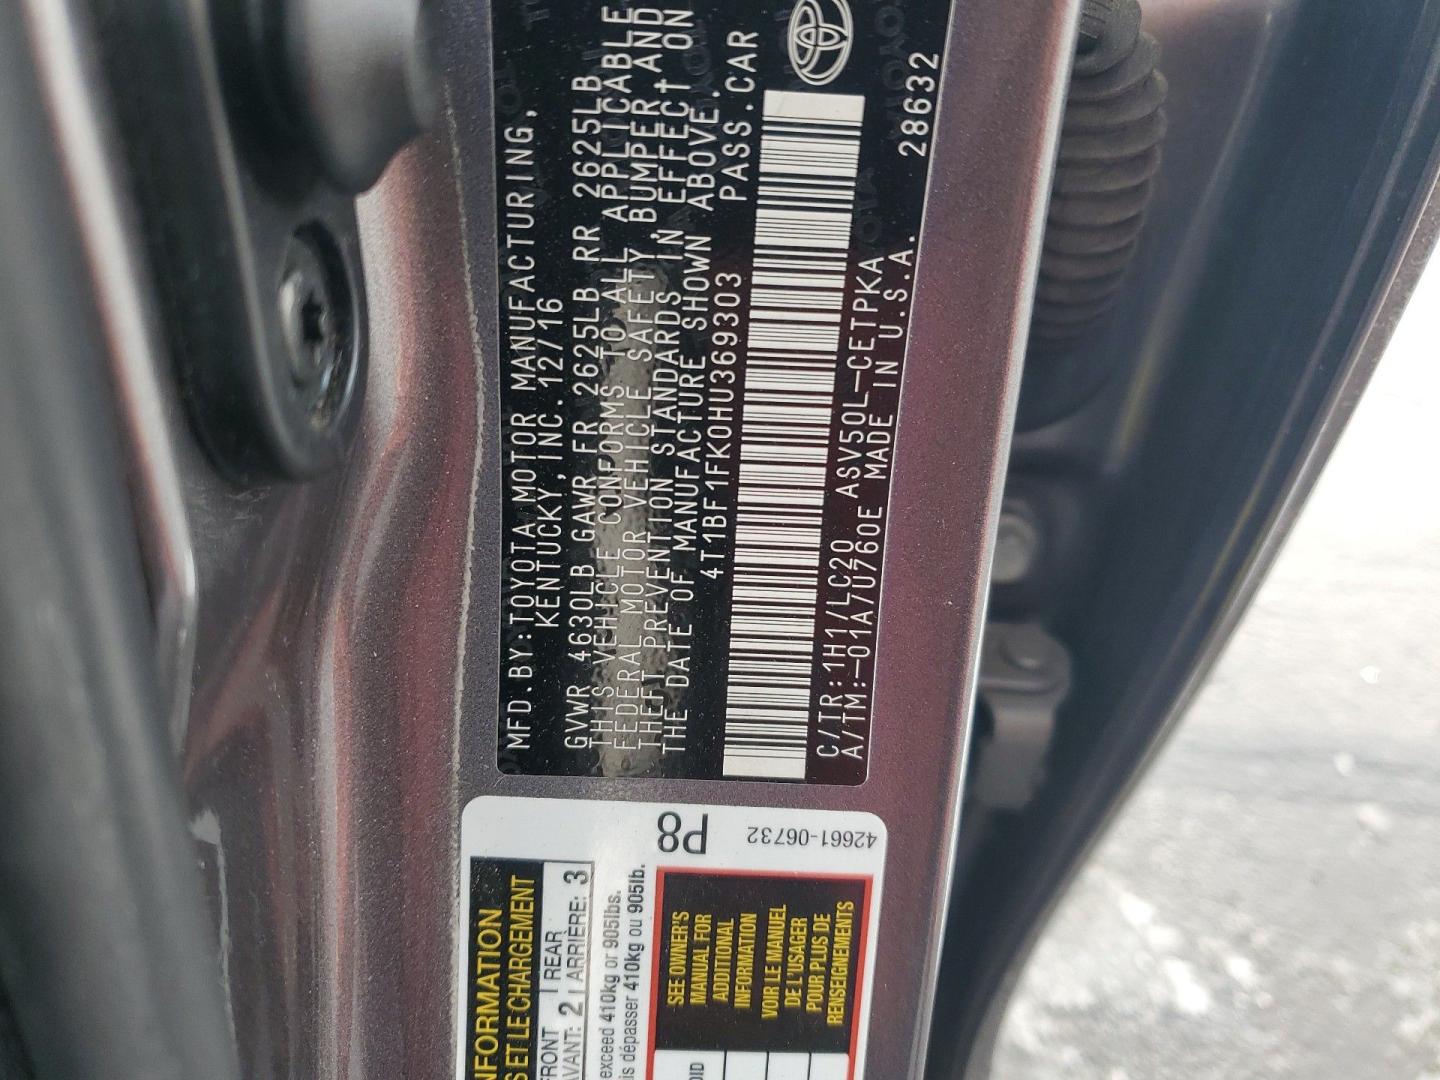 MFD.BY:TOYOTA MOTOR MANUFACTURING,
KENTUCKY, INC. 12/16
GVWR 4630LB GAWR FR 2625LB RR 2625LB
THIS VEHICLE CONFORMS TO ALL APPLICABLE
FEDERAL MOTOR VEHICLE SAFETY, BUMPER AND
THEFT PREVENTION STANDARDS IN EFFECT ON
THE DATE OF MANUFACTURE SHOWN ABOVE.
4T1BF1FK0HU369303 PASS.CAR
C/TR:1H1/LC20 ASV50L-CETPKA
A/TM:-01A/U760E MADE IN U.S.A.
28632
P8
42661-06732
NFORMATION
S ET LE CHARGEMENT
FRONT REAR
AVANT: 2 ARRIÈRE: 3
exceed 410kg or 905lbs.
is dépasser 410kg ou 905lb.
SEE OWNER'S
MANUAL FOR
ADDITIONAL
INFORMATION
VOIR LE MANUEL
DE L'USAGER
POUR PLUS DE
RENSEIGNEMENTS
OID